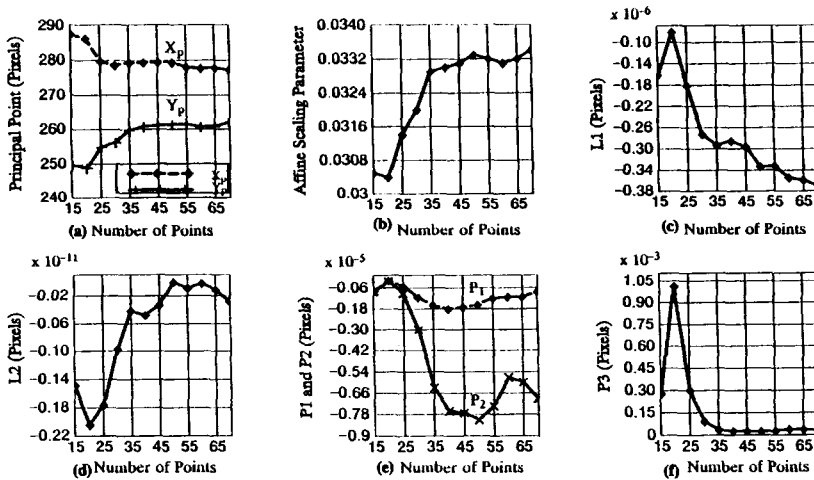 Principal Point (Pixels)
290
280
270
260
250
240
Xp
Yp
Xp
Yp
15 25 35 45 55 65
(a) Number of Points
Affine Scaling Parameter
0.0340
0.0332
0.0324
0.0316
0.0308
0.03
15 25 35 45 55 65
(b) Number of Points
x 10^-6
L1 (Pixels)
-0.10
-0.14
-0.18
-0.22
-0.26
-0.30
-0.34
-0.38
15 25 35 45 55 65
(c) Number of Points
x 10^-11
L2 (Pixels)
-0.02
-0.06
-0.10
-0.14
-0.18
-0.22
15 25 35 45 55 65
(d) Number of Points
x 10^-5
P1 and P2 (Pixels)
-0.06
-0.18
-0.30
-0.42
-0.54
-0.66
-0.78
-0.9
P1
P2
15 25 35 45 55 65
(e) Number of Points
x 10^-3
P3 (Pixels)
1.05
0.90
0.75
0.60
0.45
0.30
0.15
0
15 25 35 45 55 65
(f) Number of Points